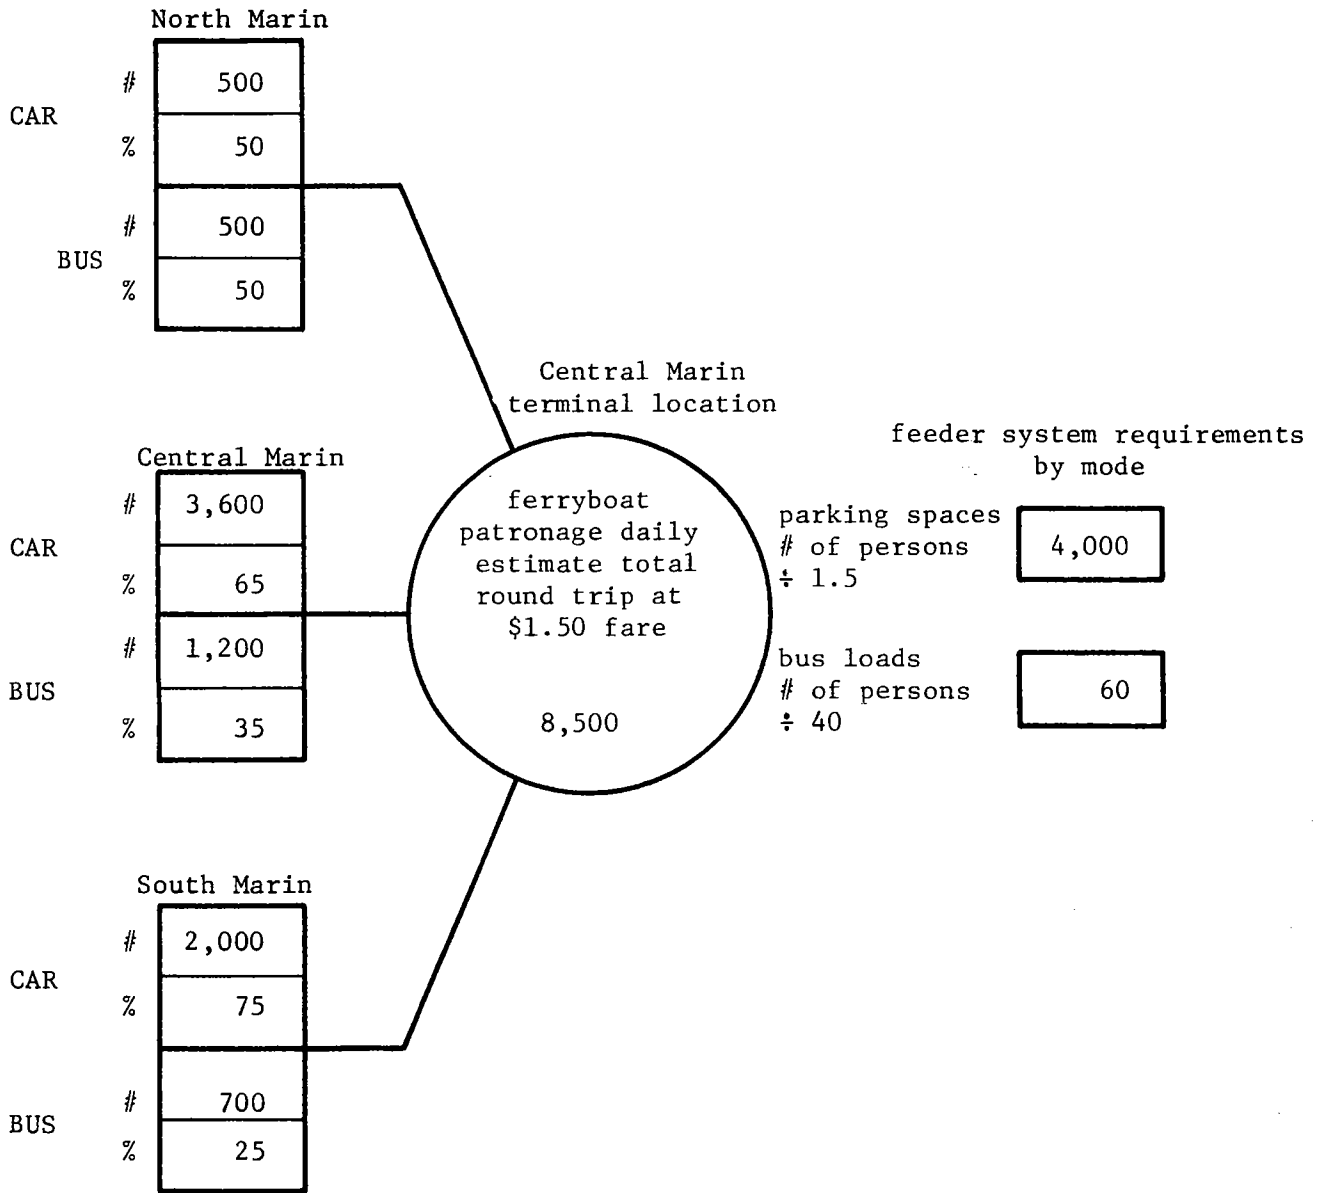 North Marin
CAR
# 500
% 50
BUS
# 500
% 50
Central Marin
terminal location
Central Marin
CAR
# 3,600
% 65
BUS
# 1,200
% 35
ferryboat
patronage daily
estimate total
round trip at
$1.50 fare
8,500
feeder system requirements
by mode
parking spaces
# of persons
÷ 1.5
4,000
bus loads
# of persons
÷ 40
60
South Marin
CAR
# 2,000
% 75
BUS
# 700
% 25